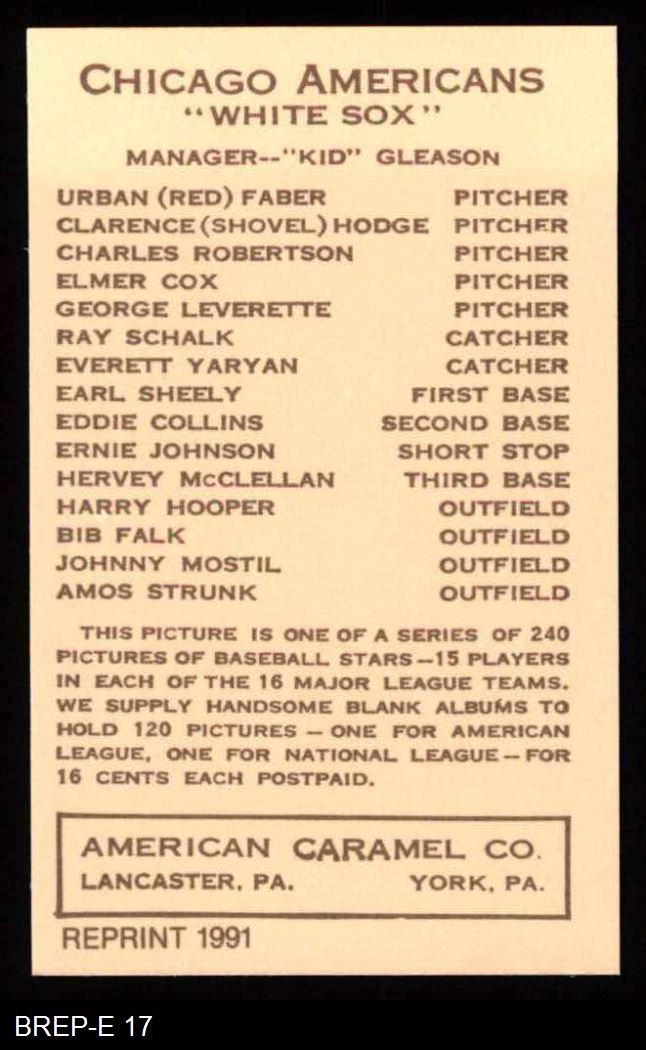 CHICAGO AMERICANS
"WHITE SOX"
MANAGER--"KID" GLEASON
URBAN (RED) FABER PITCHER
CLARENCE (SHOVEL) HODGE PITCHER
CHARLES ROBERTSON PITCHER
ELMER COX PITCHER
GEORGE LEVERETTE PITCHER
RAY SCHALK CATCHER
EVERETT YARYAN CATCHER
EARL SHEELY FIRST BASE
EDDIE COLLINS SECOND BASE
ERNIE JOHNSON SHORT STOP
HERVEY McCLELLAN THIRD BASE
HARRY HOOPER OUTFIELD
BIB FALK OUTFIELD
JOHNNY MOSTIL OUTFIELD
AMOS STRUNK OUTFIELD
THIS PICTURE IS ONE OF A SERIES OF 240
PICTURES OF BASEBALL STARS—15 PLAYERS
IN EACH OF THE 16 MAJOR LEAGUE TEAMS.
WE SUPPLY HANDSOME BLANK ALBUMS TO
HOLD 120 PICTURES — ONE FOR AMERICAN
LEAGUE, ONE FOR NATIONAL LEAGUE — FOR
16 CENTS EACH POSTPAID.
AMERICAN CARAMEL CO.
LANCASTER, PA. YORK, PA.
REPRINT 1991
BREP-E 17